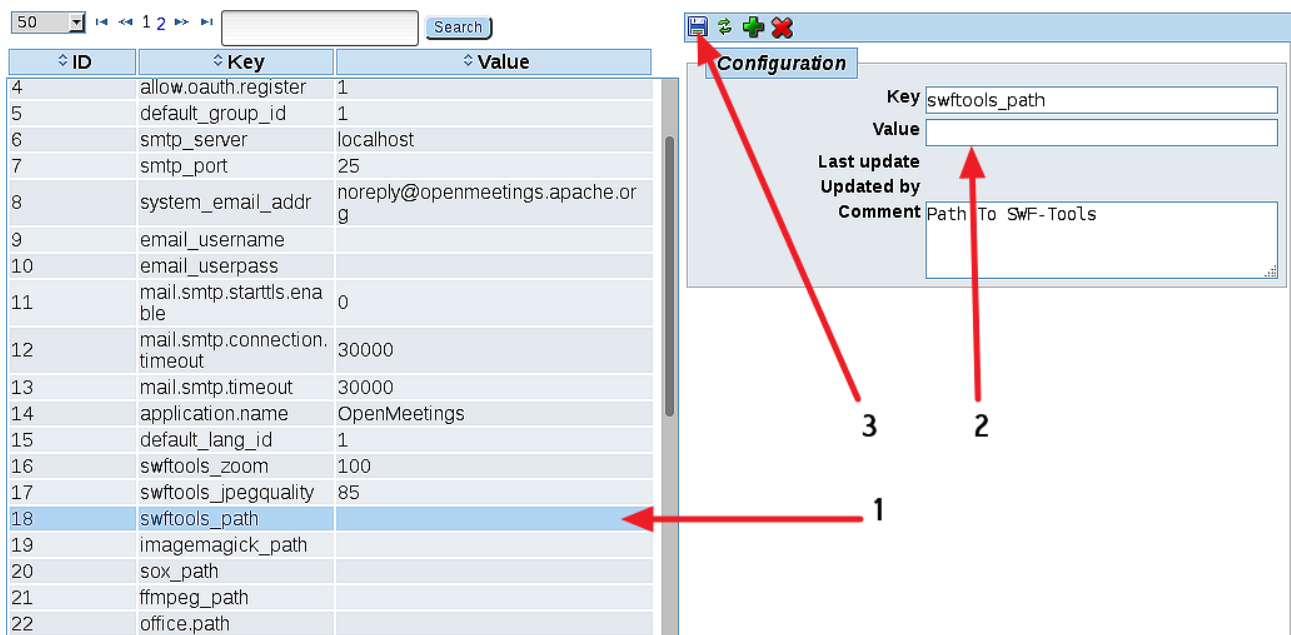 50 1 2 Search
ID Key Value
4 allow.oauth.register 1
5 default_group_id 1
6 smtp_server localhost
7 smtp_port 25
8 system_email_addr noreply@openmeetings.apache.or
g
9 email_username
10 email_userpass
11 mail.smtp.starttls.ena
ble 0
12 mail.smtp.connection.
timeout 30000
13 mail.smtp.timeout 30000
14 application.name OpenMeetings
15 default_lang_id 1
16 swftools_zoom 100
17 swftools_jpegquality 85
18 swftools_path
19 imagemagick_path
20 sox_path
21 ffmpeg_path
22 office.path
Configuration
Key swftools_path
Value
Last update
Updated by
Comment Path To SWF-Tools
3
2
1